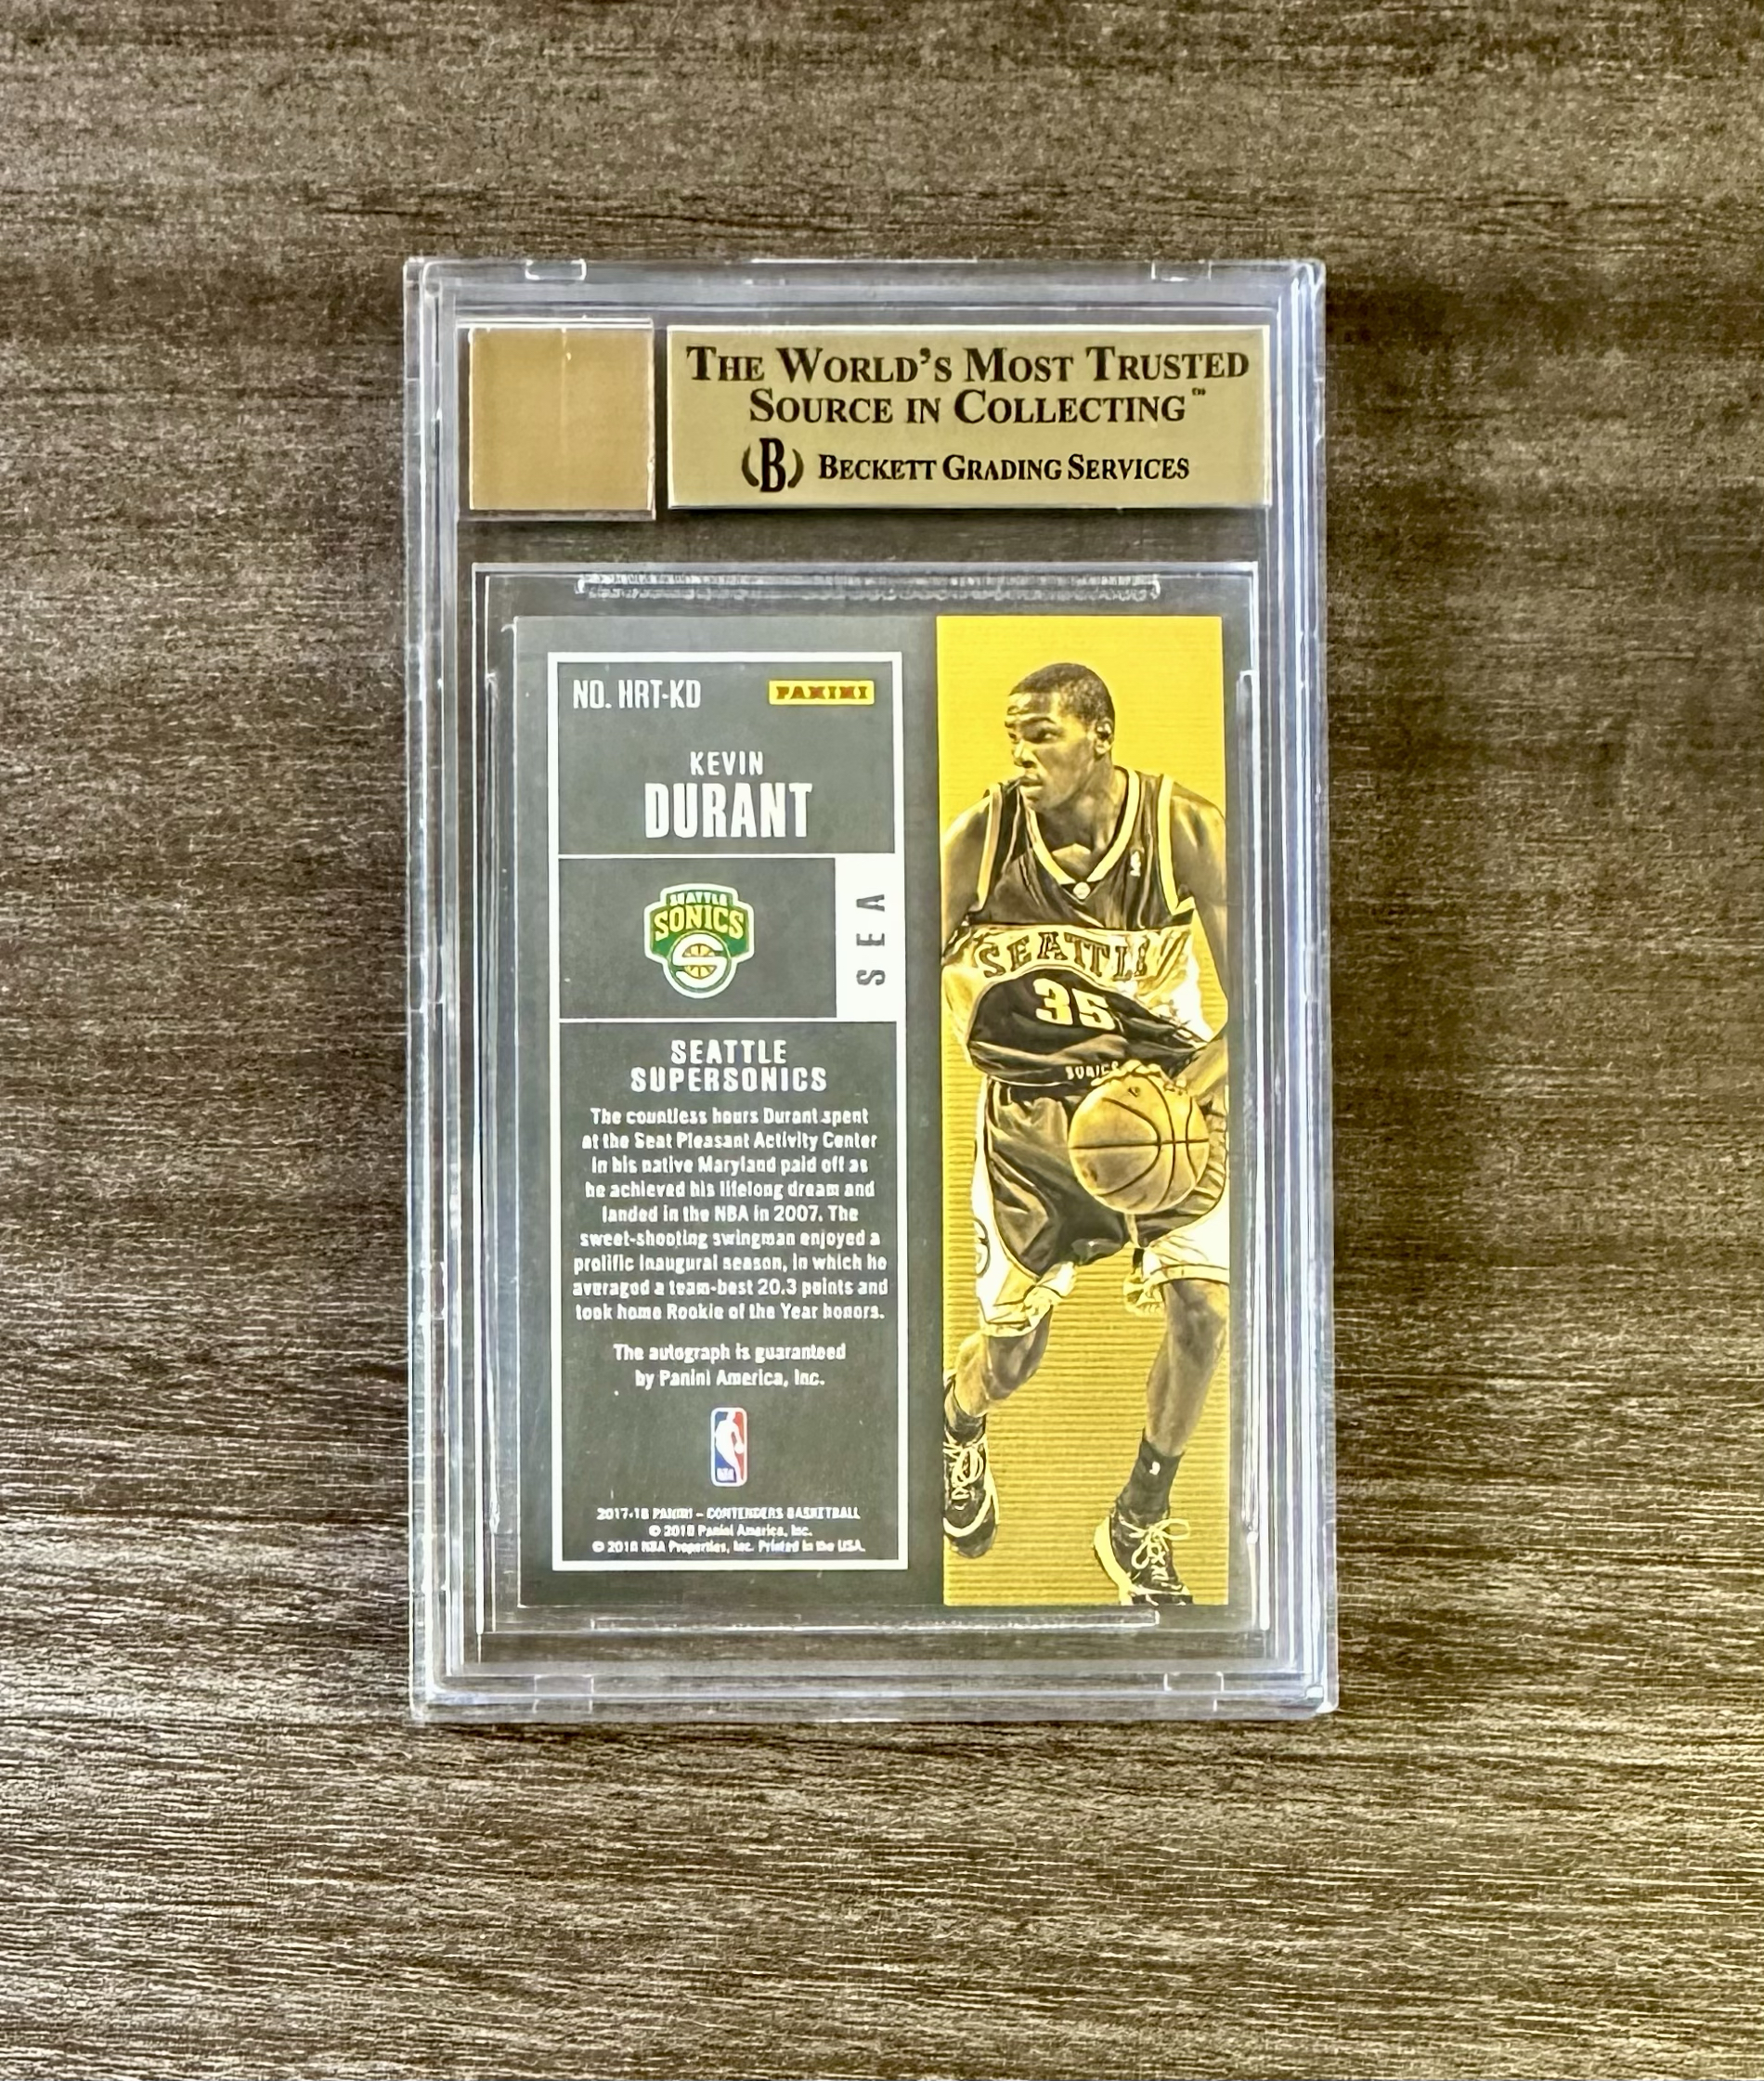 THE WORLD'S MOST TRUSTED
SOURCE IN COLLECTING™
(B) BECKETT GRADING SERVICES
NO. HRT-KD PANINI
KEVIN
DURANT
SEATTLE
SONICS
SEA
SEATTLE
SUPERSONICS
The countless hours Durant spent
at the Seat Pleasant Activity Center
in his native Maryland paid off as
he achieved his lifelong dream and
landed in the NBA in 2007. The
sweet-shooting swingman enjoyed a
prolific inaugural season, in which he
averaged a team-best 20.3 points and
took home Rookie of the Year honors.
The autograph is guaranteed
by Panini America, Inc.
NBA
2017-18 PANINI – CONTENDERS BASKETBALL
© 2018 Panini America, Inc.
© 2018 NBA Properties, Inc. Printed in the USA.
SEATTLE
35
SONICS